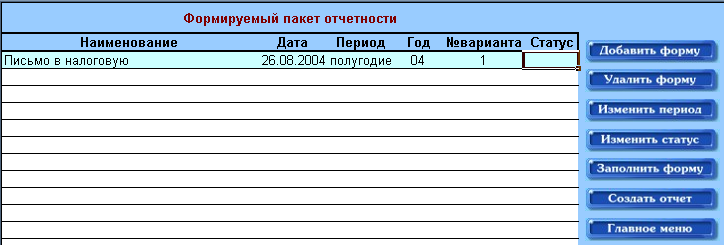 Формируемый пакет отчетности
Наименование Дата Период Год №варианта Статус
Письмо в налоговую 26.08.2004 полугодие 04 1
Добавить форму
Удалить форму
Изменить период
Изменить статус
Заполнить форму
Создать отчет
Главное меню